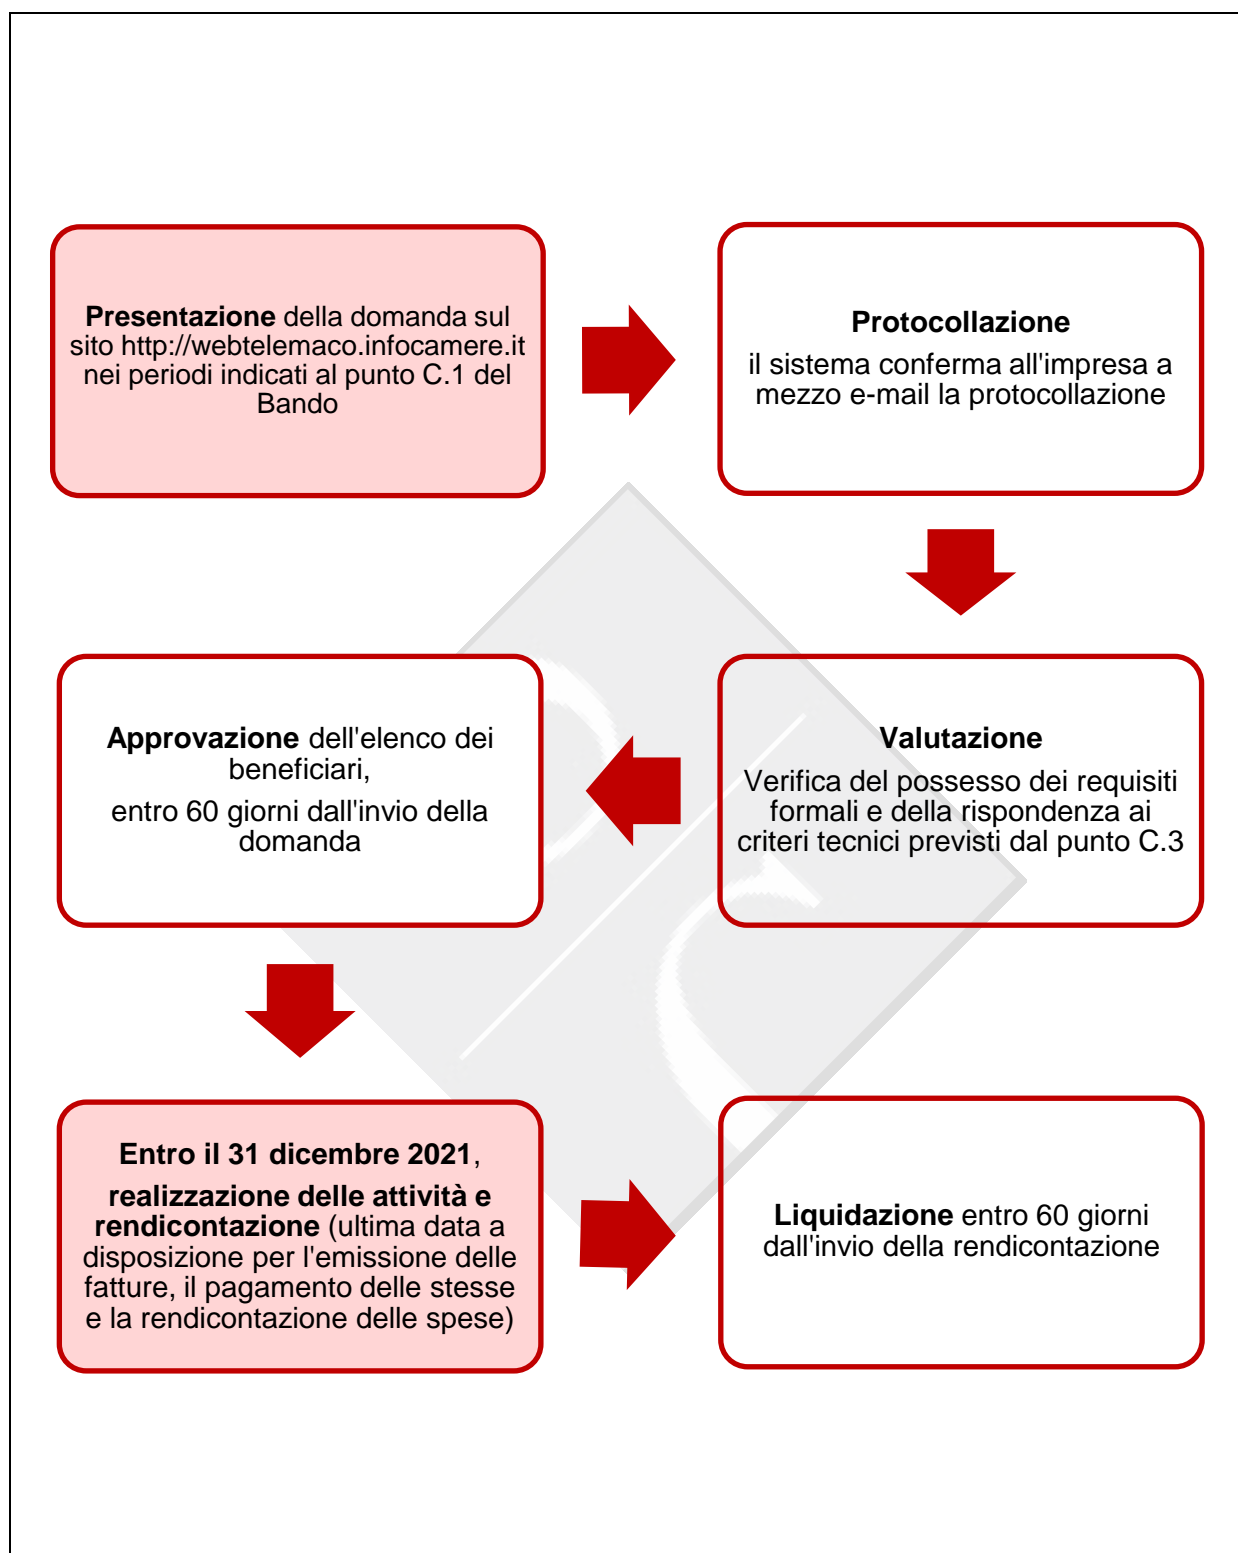 Presentazione della domanda sul
sito http://webtelemaco.infocamere.it
nei periodi indicati al punto C.1 del
Bando
Protocollazione
il sistema conferma all'impresa a
mezzo e-mail la protocollazione
Valutazione
Verifica del possesso dei requisiti
formali e della rispondenza ai
criteri tecnici previsti dal punto C.3
Approvazione dell'elenco dei
beneficiari,
entro 60 giorni dall'invio della
domanda
Entro il 31 dicembre 2021,
realizzazione delle attività e
rendicontazione (ultima data a
disposizione per l'emissione delle
fatture, il pagamento delle stesse
e la rendicontazione delle spese)
Liquidazione entro 60 giorni
dall'invio della rendicontazione